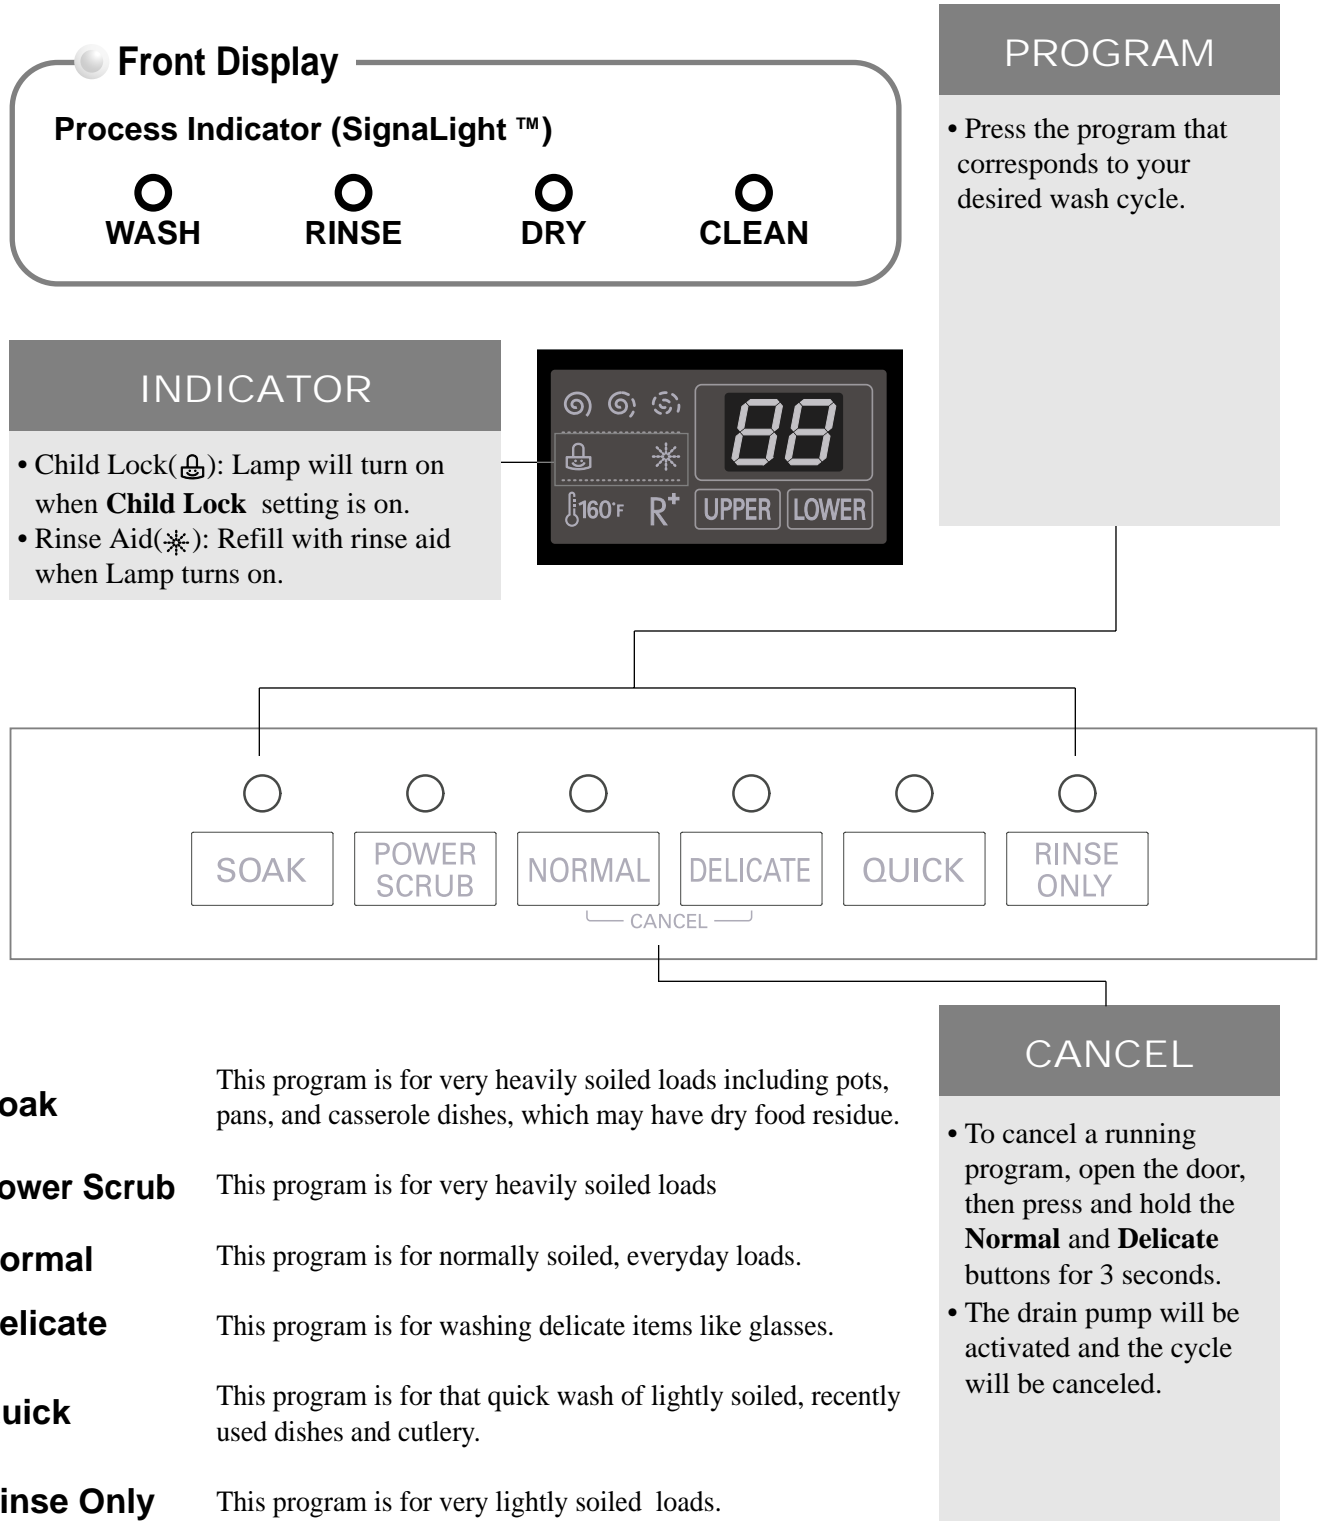 Front Display
Process Indicator (SignaLight ™)
WASH RINSE DRY CLEAN
PROGRAM
• Press the program that
corresponds to your
desired wash cycle.
INDICATOR
• Child Lock( ): Lamp will turn on
when Child Lock setting is on.
• Rinse Aid( ): Refill with rinse aid
when Lamp turns on.
88
160°F R+ UPPER LOWER
SOAK
POWER
SCRUB
NORMAL
DELICATE
QUICK
RINSE
ONLY
CANCEL
oak
This program is for very heavily soiled loads including pots,
pans, and casserole dishes, which may have dry food residue.
ower Scrub This program is for very heavily soiled loads
ormal This program is for normally soiled, everyday loads.
elicate This program is for washing delicate items like glasses.
uick
This program is for that quick wash of lightly soiled, recently
used dishes and cutlery.
inse Only This program is for very lightly soiled loads.
CANCEL
• To cancel a running
program, open the door,
then press and hold the
Normal and Delicate
buttons for 3 seconds.
• The drain pump will be
activated and the cycle
will be canceled.